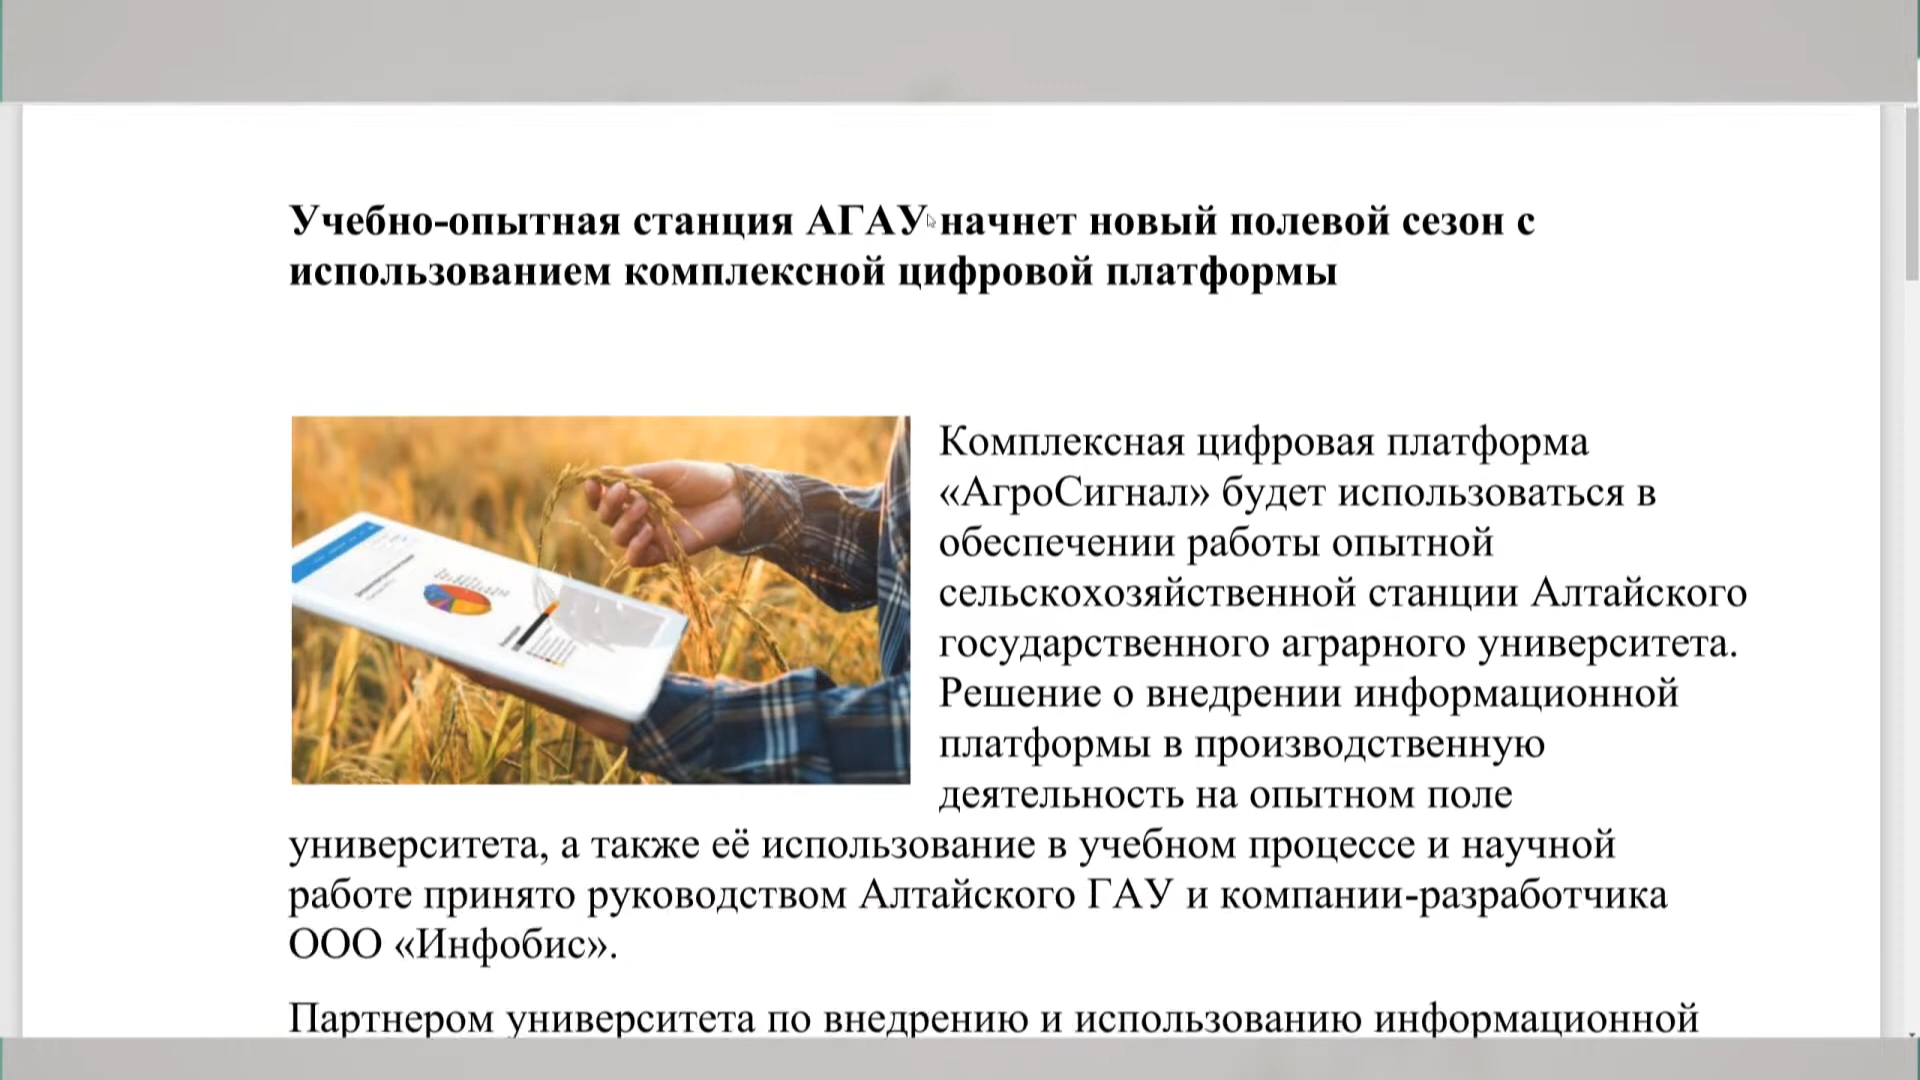 Учебно-опытная станция АГАУ начнет новый полевой сезон с
использованием комплексной цифровой платформы
Комплексная цифровая платформа
«АгроСигнал» будет использоваться в
обеспечении работы опытной
сельскохозяйственной станции Алтайского
государственного аграрного университета.
Решение о внедрении информационной
платформы в производственную
деятельность на опытном поле
университета, а также её использование в учебном процессе и научной
работе принято руководством Алтайского ГАУ и компании-разработчика
ООО «Инфобис».
Партнером университета по внедрению и использованию информационной